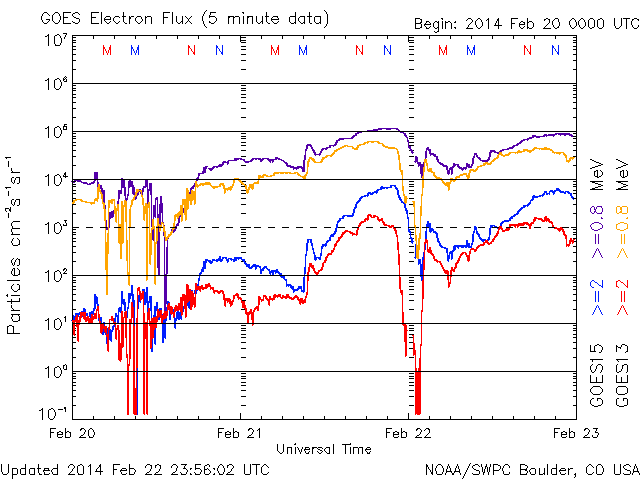 GOES Electron Flux (5 minute data)
Begin: 2014 Feb 20 0000 UTC
M M N N M M N N M M N N
10⁷
10⁶
10⁵
10⁴
10³
10²
10¹
10⁰
10⁻¹
Particles cm⁻²s⁻¹sr⁻¹
Feb 20 Feb 21 Feb 22 Feb 23
Universal Time
GOES15 >=2 >=0.8 MeV
GOES13 >=2 >=0.8 MeV
Updated 2014 Feb 22 23:56:02 UTC
NOAA/SWPC Boulder, CO USA